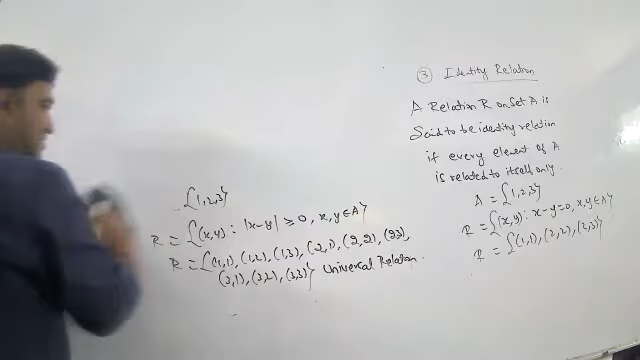 {1,2,3}
R = {(x,y) : |x-y| ≥ 0, x,y ∈ A}
R = {(1,1), (1,2), (1,3), (2,1), (2,2), (2,3),
(3,1), (3,2), (3,3)} Universal Relation.
③ Identity Relation
A Relation R on Set A is
Said to be identity relation
if every element of A
is related to itself only.
A = {1,2,3}
R = {(x,y) : x-y=0, x,y ∈ A}
R = {(1,1), (2,2), (2,3)}